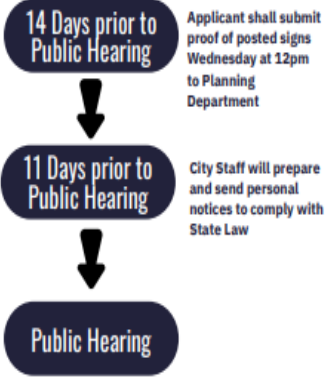 14 Days prior to
Public Hearing
Applicant shall submit
proof of posted signs
Wednesday at 12pm
to Planning
Department
11 Days prior to
Public Hearing
City Staff will prepare
and send personal
notices to comply with
State Law
Public Hearing